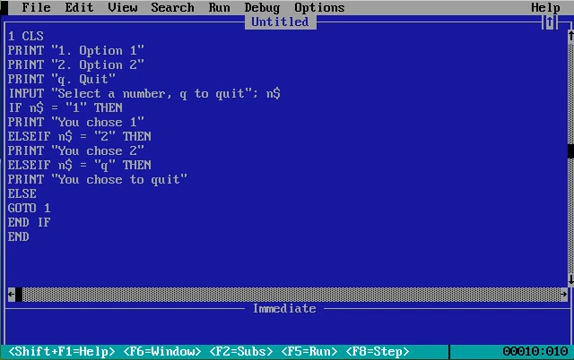 File Edit View Search Run Debug Options Help
Untitled
1 CLS
PRINT "1. Option 1"
PRINT "2. Option 2"
PRINT "q. Quit"
INPUT "Select a number, q to quit"; n$
IF n$ = "1" THEN
PRINT "You chose 1"
ELSEIF n$ = "2" THEN
PRINT "You chose 2"
ELSEIF n$ = "q" THEN
PRINT "You chose to quit"
ELSE
GOTO 1
END IF
END
Immediate
<Shift+F1=Help> <F6=Window> <F2=Subs> <F5=Run> <F8=Step> 00010:010